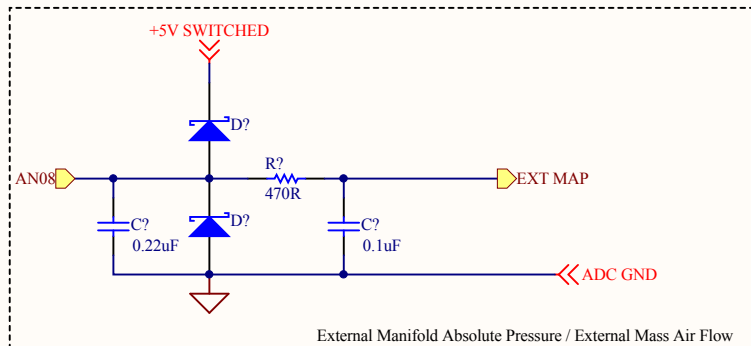 +5V SWITCHED
D?
R?
AN08
EXT MAP
470R
C?
D?
C?
0.22uF
0.1uF
ADC GND
External Manifold Absolute Pressure / External Mass Air Flow